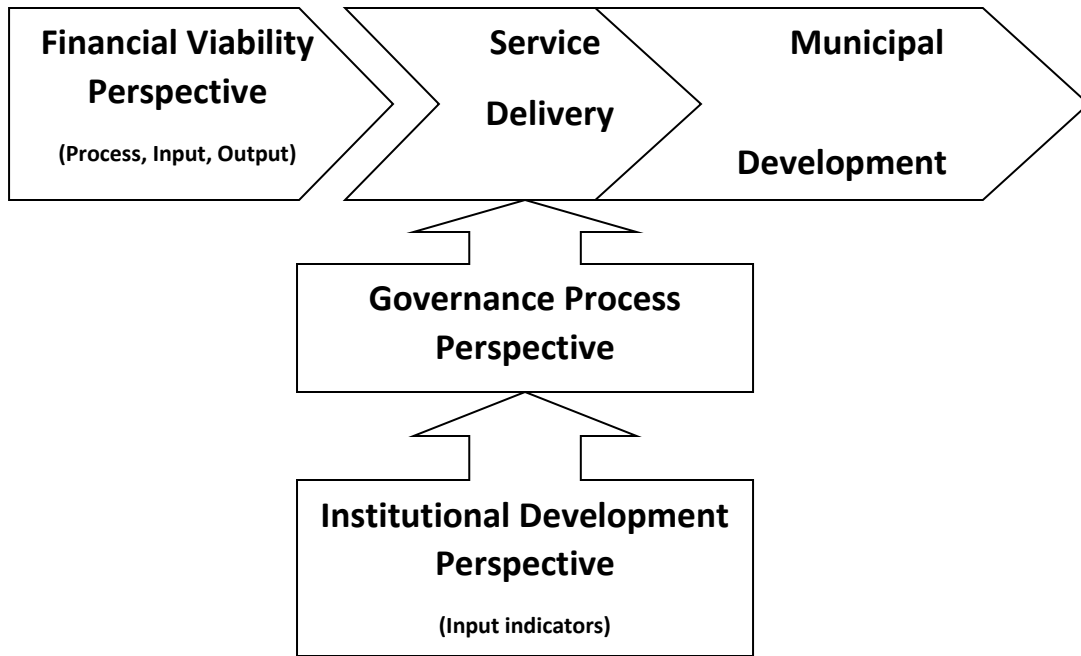 Financial Viability
Perspective
(Process, Input, Output)
Service
Delivery
Municipal
Development
Governance Process
Perspective
Institutional Development
Perspective
(Input indicators)